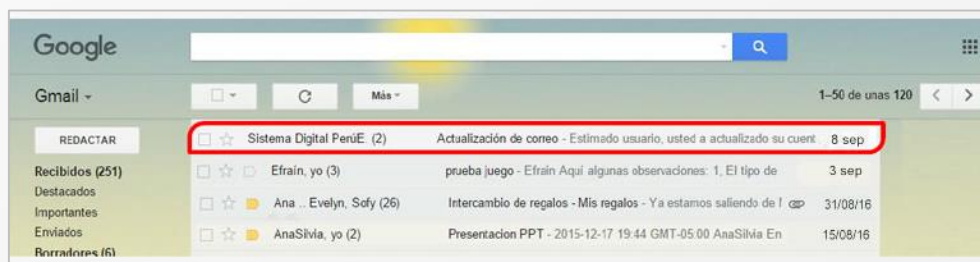 Google
Gmail
Más
1–50 de unas 120
REDACTAR
Sistema Digital PerúE. (2) Actualización de correo - Estimado usuario, usted a actualizado su cuent 8 sep
Recibidos (251) Efraín, yo (3) prueba juego - Efrain Aquí algunas observaciones: 1, El tipo de 3 sep
Destacados
Importantes Ana .. Evelyn, Sofy (26) Intercambio de regalos - Mis regalos - Ya estamos saliendo de 31/08/16
Enviados AnaSilvia, yo (2) Presentacion PPT - 2015-12-17 19:44 GMT-05:00 AnaSilvia En 15/08/16
Borradores (6)